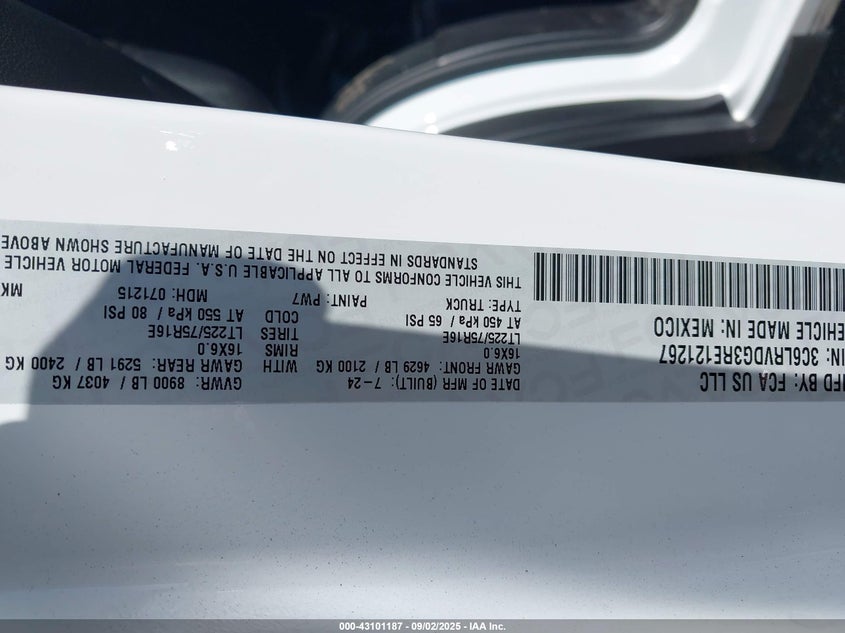 MFD BY: FCA US LLC
VIN: 3C6LRVDG3RE121267
VEHICLE MADE IN: MEXICO
DATE OF MFR (BUILT): 7-24
GVWR: 8900 LB / 4037 KG
GAWR FRONT: 4629 LB / 2100 KG WITH GAWR REAR: 5291 LB / 2400 KG
16X6.0 RIMS 16X6.0
LT225/75R16E TIRES LT225/75R16E
AT 450 kPa / 65 PSI COLD AT 550 kPa / 80 PSI
TYPE: TRUCK PAINT: PW7 MDH: 071215
THIS VEHICLE CONFORMS TO ALL APPLICABLE U.S.A. FEDERAL MOTOR VEHICLE
STANDARDS IN EFFECT ON THE DATE OF MANUFACTURE SHOWN ABOVE
000-43101187 - 09/02/2025 - IAA Inc.